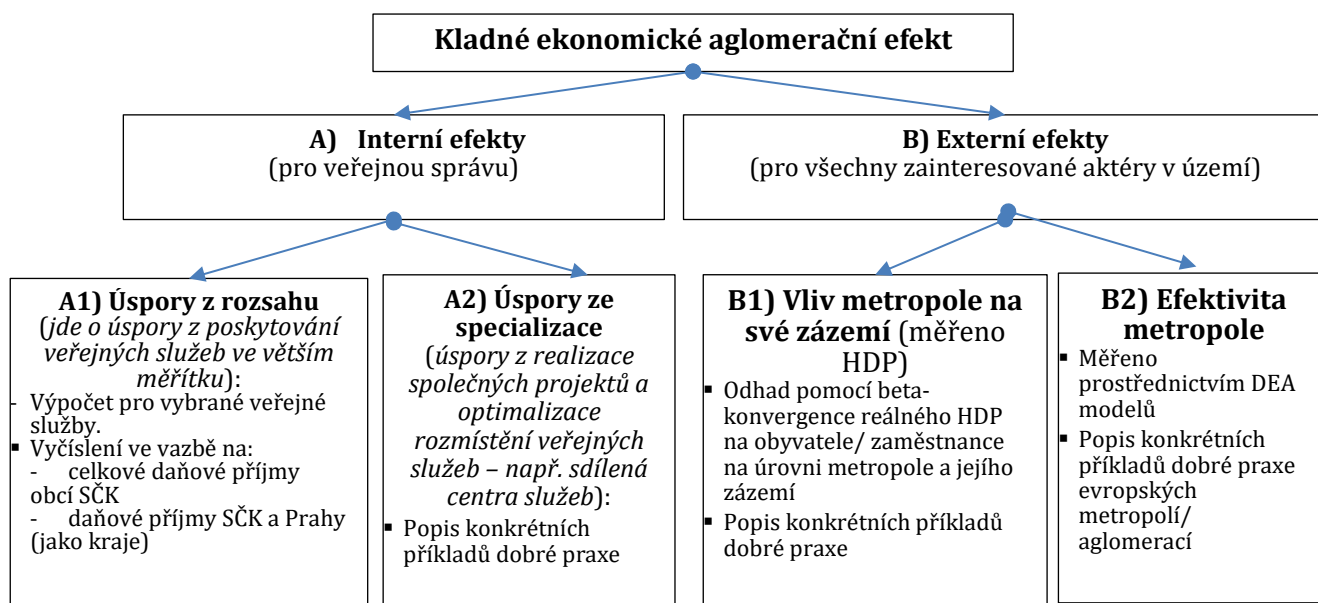 Kladné ekonomické aglomerační efekt
A) Interní efekty
(pro veřejnou správu)
B) Externí efekty
(pro všechny zainteresované aktéry v území)
A1) Úspory z rozsahu
(jde o úspory z poskytování
veřejných služeb ve větším
měřítku):
- Výpočet pro vybrané veřejné
služby.
▪ Vyčíslení ve vazbě na:
- celkové daňové příjmy
obcí SČK
- daňové příjmy SČK a Prahy
(jako kraje)
A2) Úspory ze
specializace
(úspory z realizace
společných projektů a
optimalizace
rozmístění veřejných
služeb – např. sdílená
centra služeb):
▪ Popis konkrétních
příkladů dobré praxe
B1) Vliv metropole na
své zázemí (měřeno
HDP)
▪ Odhad pomocí beta-
konvergence reálného HDP
na obyvatele/ zaměstnance
na úrovni metropole a jejího
zázemí
▪ Popis konkrétních příkladů
dobré praxe
B2) Efektivita
metropole
▪ Měřeno
prostřednictvím DEA
modelů
▪ Popis konkrétních
příkladů dobré praxe
evropských
metropolí/
aglomerací